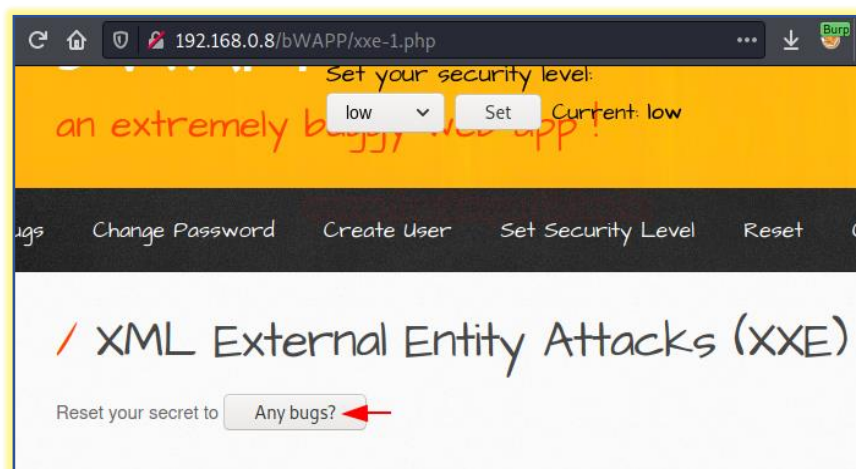 192.168.0.8/bWAPP/xxe-1.php
Burp
Set your security level:
low Set Current: low
an extremely buggy web app !
ugs Change Password Create User Set Security Level Reset
/ XML External Entity Attacks (XXE)
Reset your secret to Any bugs?